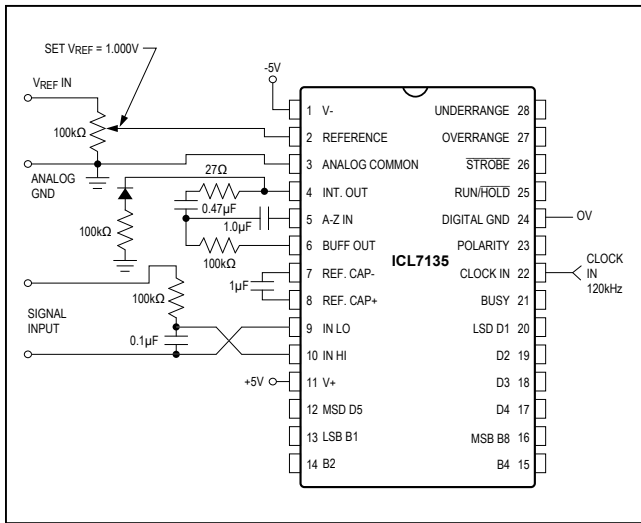 SET VREF = 1.000V
VREF IN
100kΩ
ANALOG
GND
27Ω
0.47µF
1.0µF
100kΩ
100kΩ
1µF
100kΩ
SIGNAL
INPUT
0.1µF
-5V
+5V
1 V-
2 REFERENCE
3 ANALOG COMMON
4 INT. OUT
5 A-Z IN
6 BUFF OUT
7 REF. CAP-
8 REF. CAP+
9 IN LO
10 IN HI
11 V+
12 MSD D5
13 LSB B1
14 B2
ICL7135
UNDERRANGE 28
OVERRANGE 27
STROBE 26
RUN/HOLD 25
DIGITAL GND 24
POLARITY 23
CLOCK IN 22
BUSY 21
LSD D1 20
D2 19
D3 18
D4 17
MSB B8 16
B4 15
0V
CLOCK
IN
120kHz